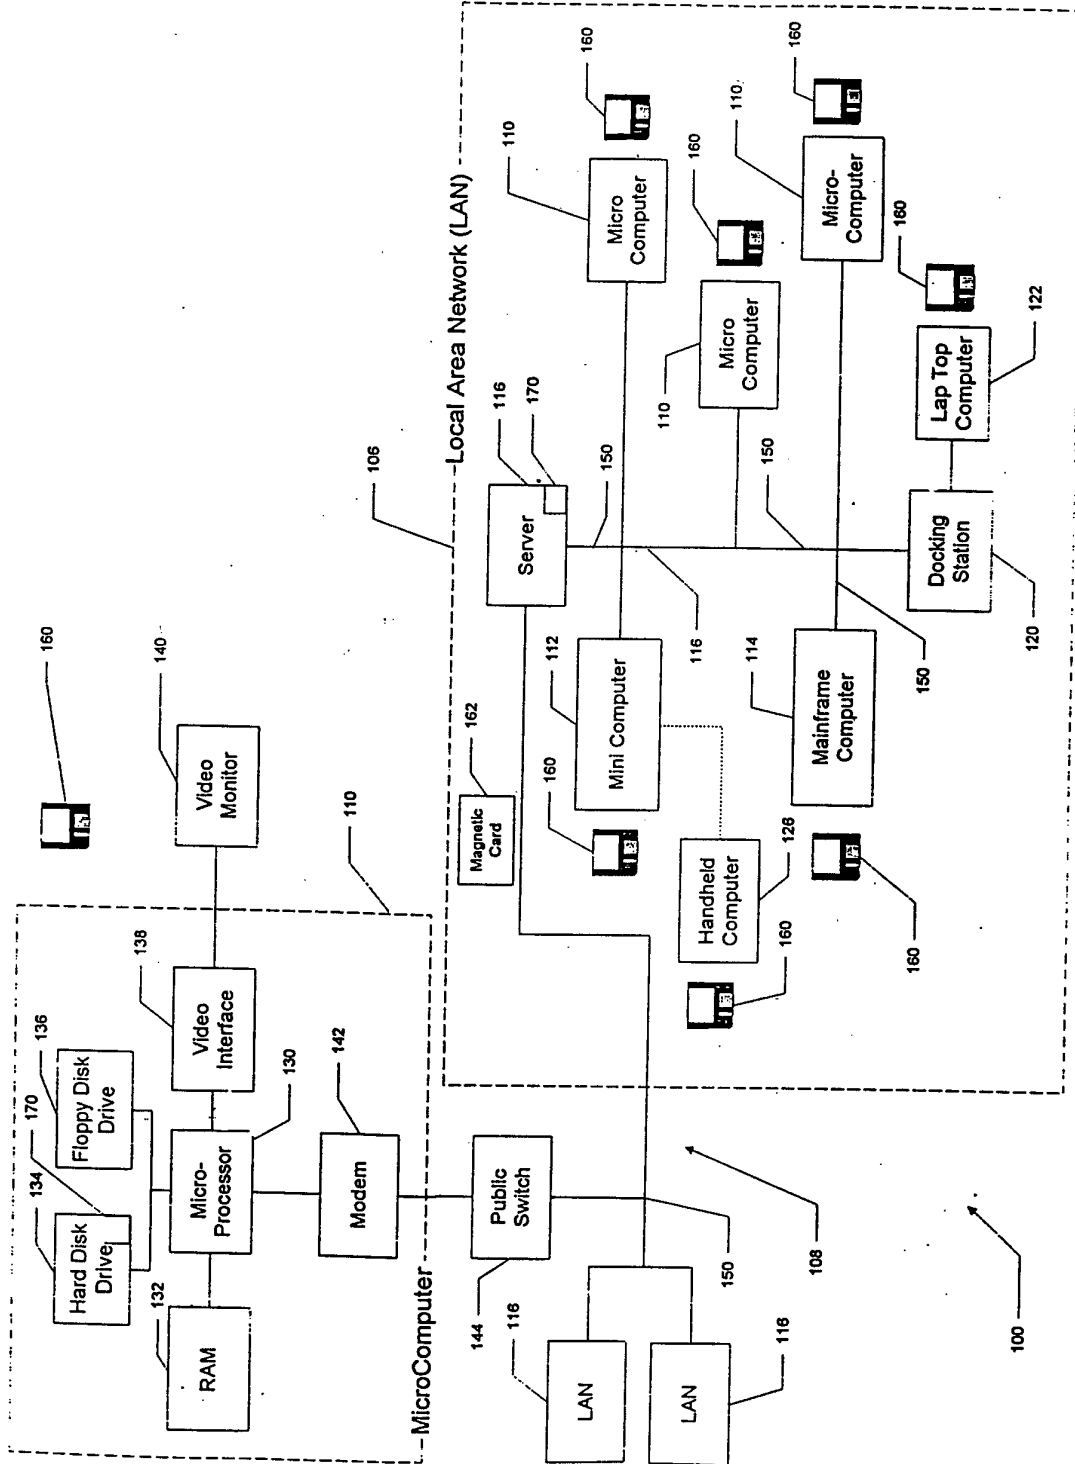 134
170
136
Hard Disk
Drive
Floppy Disk
Drive
160
132
138
140
RAM
Micro-
Processor
Video
Interface
Video
Monitor
130
110
142
Modem
MicroComputer
106
Local Area Network (LAN)
144
Public
Switch
162
Magnetic
Card
116
170
Server
116
LAN
160
112
150
110
160
Mini Computer
Micro
Computer
116
LAN
116
110
160
Handheld
Computer
126
160
114
150
Micro
Computer
150
108
Mainframe
Computer
110
160
Micro-
Computer
160
150
160
100
Docking
Station
Lap Top
Computer
120
122